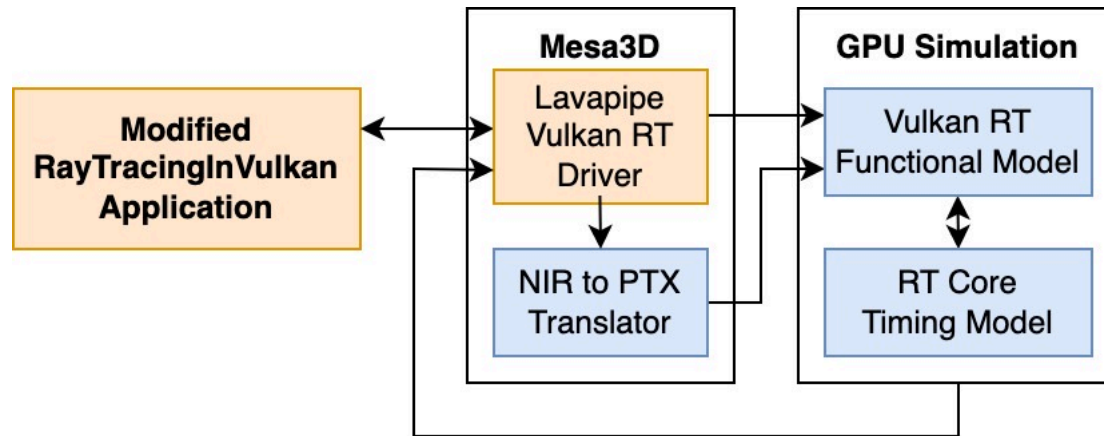 Modified
RayTracingInVulkan
Application
Mesa3D
Lavapipe
Vulkan RT
Driver
NIR to PTX
Translator
GPU Simulation
Vulkan RT
Functional Model
RT Core
Timing Model